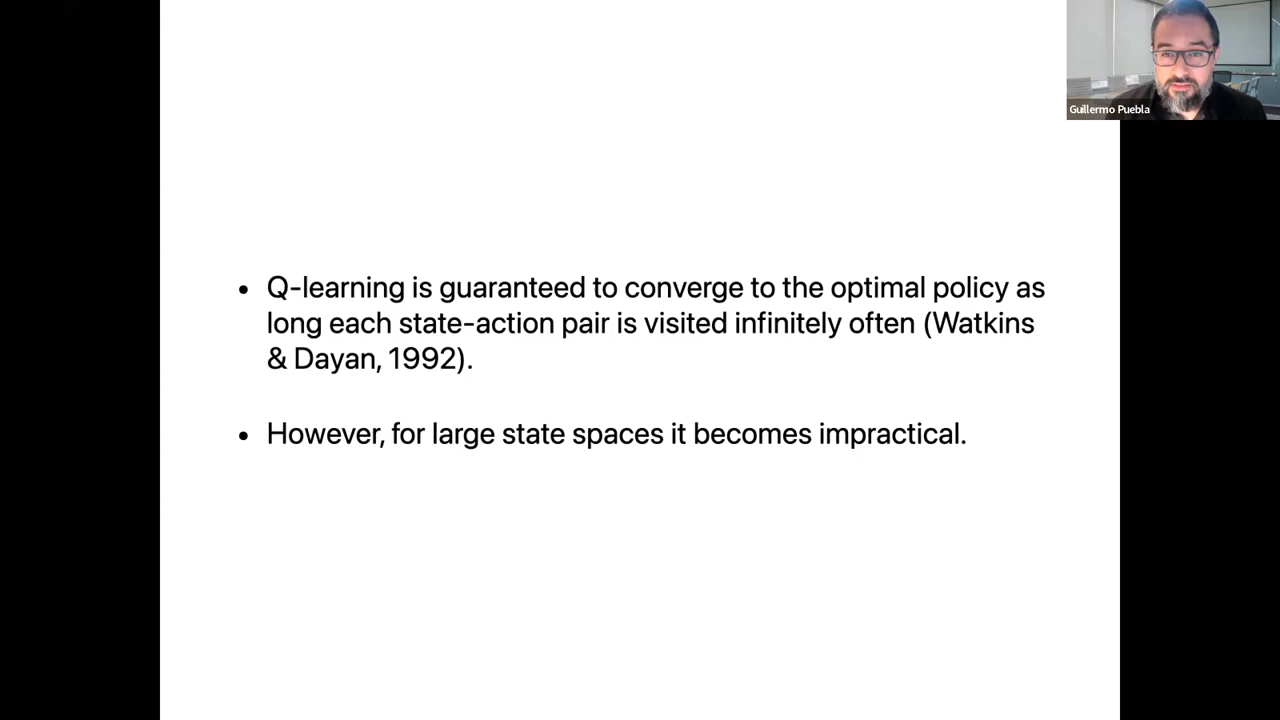 Guillermo Puebla
• Q-learning is guaranteed to converge to the optimal policy as
long each state-action pair is visited infinitely often (Watkins
& Dayan, 1992).
• However, for large state spaces it becomes impractical.